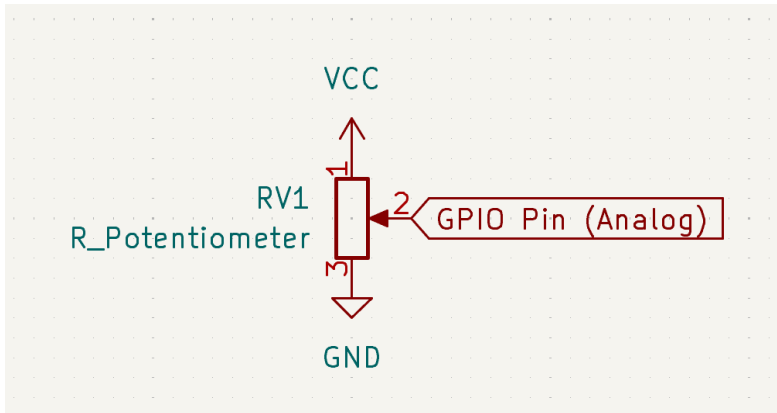 VCC
1
RV1
R_Potentiometer
2
GPIO Pin (Analog)
3
GND